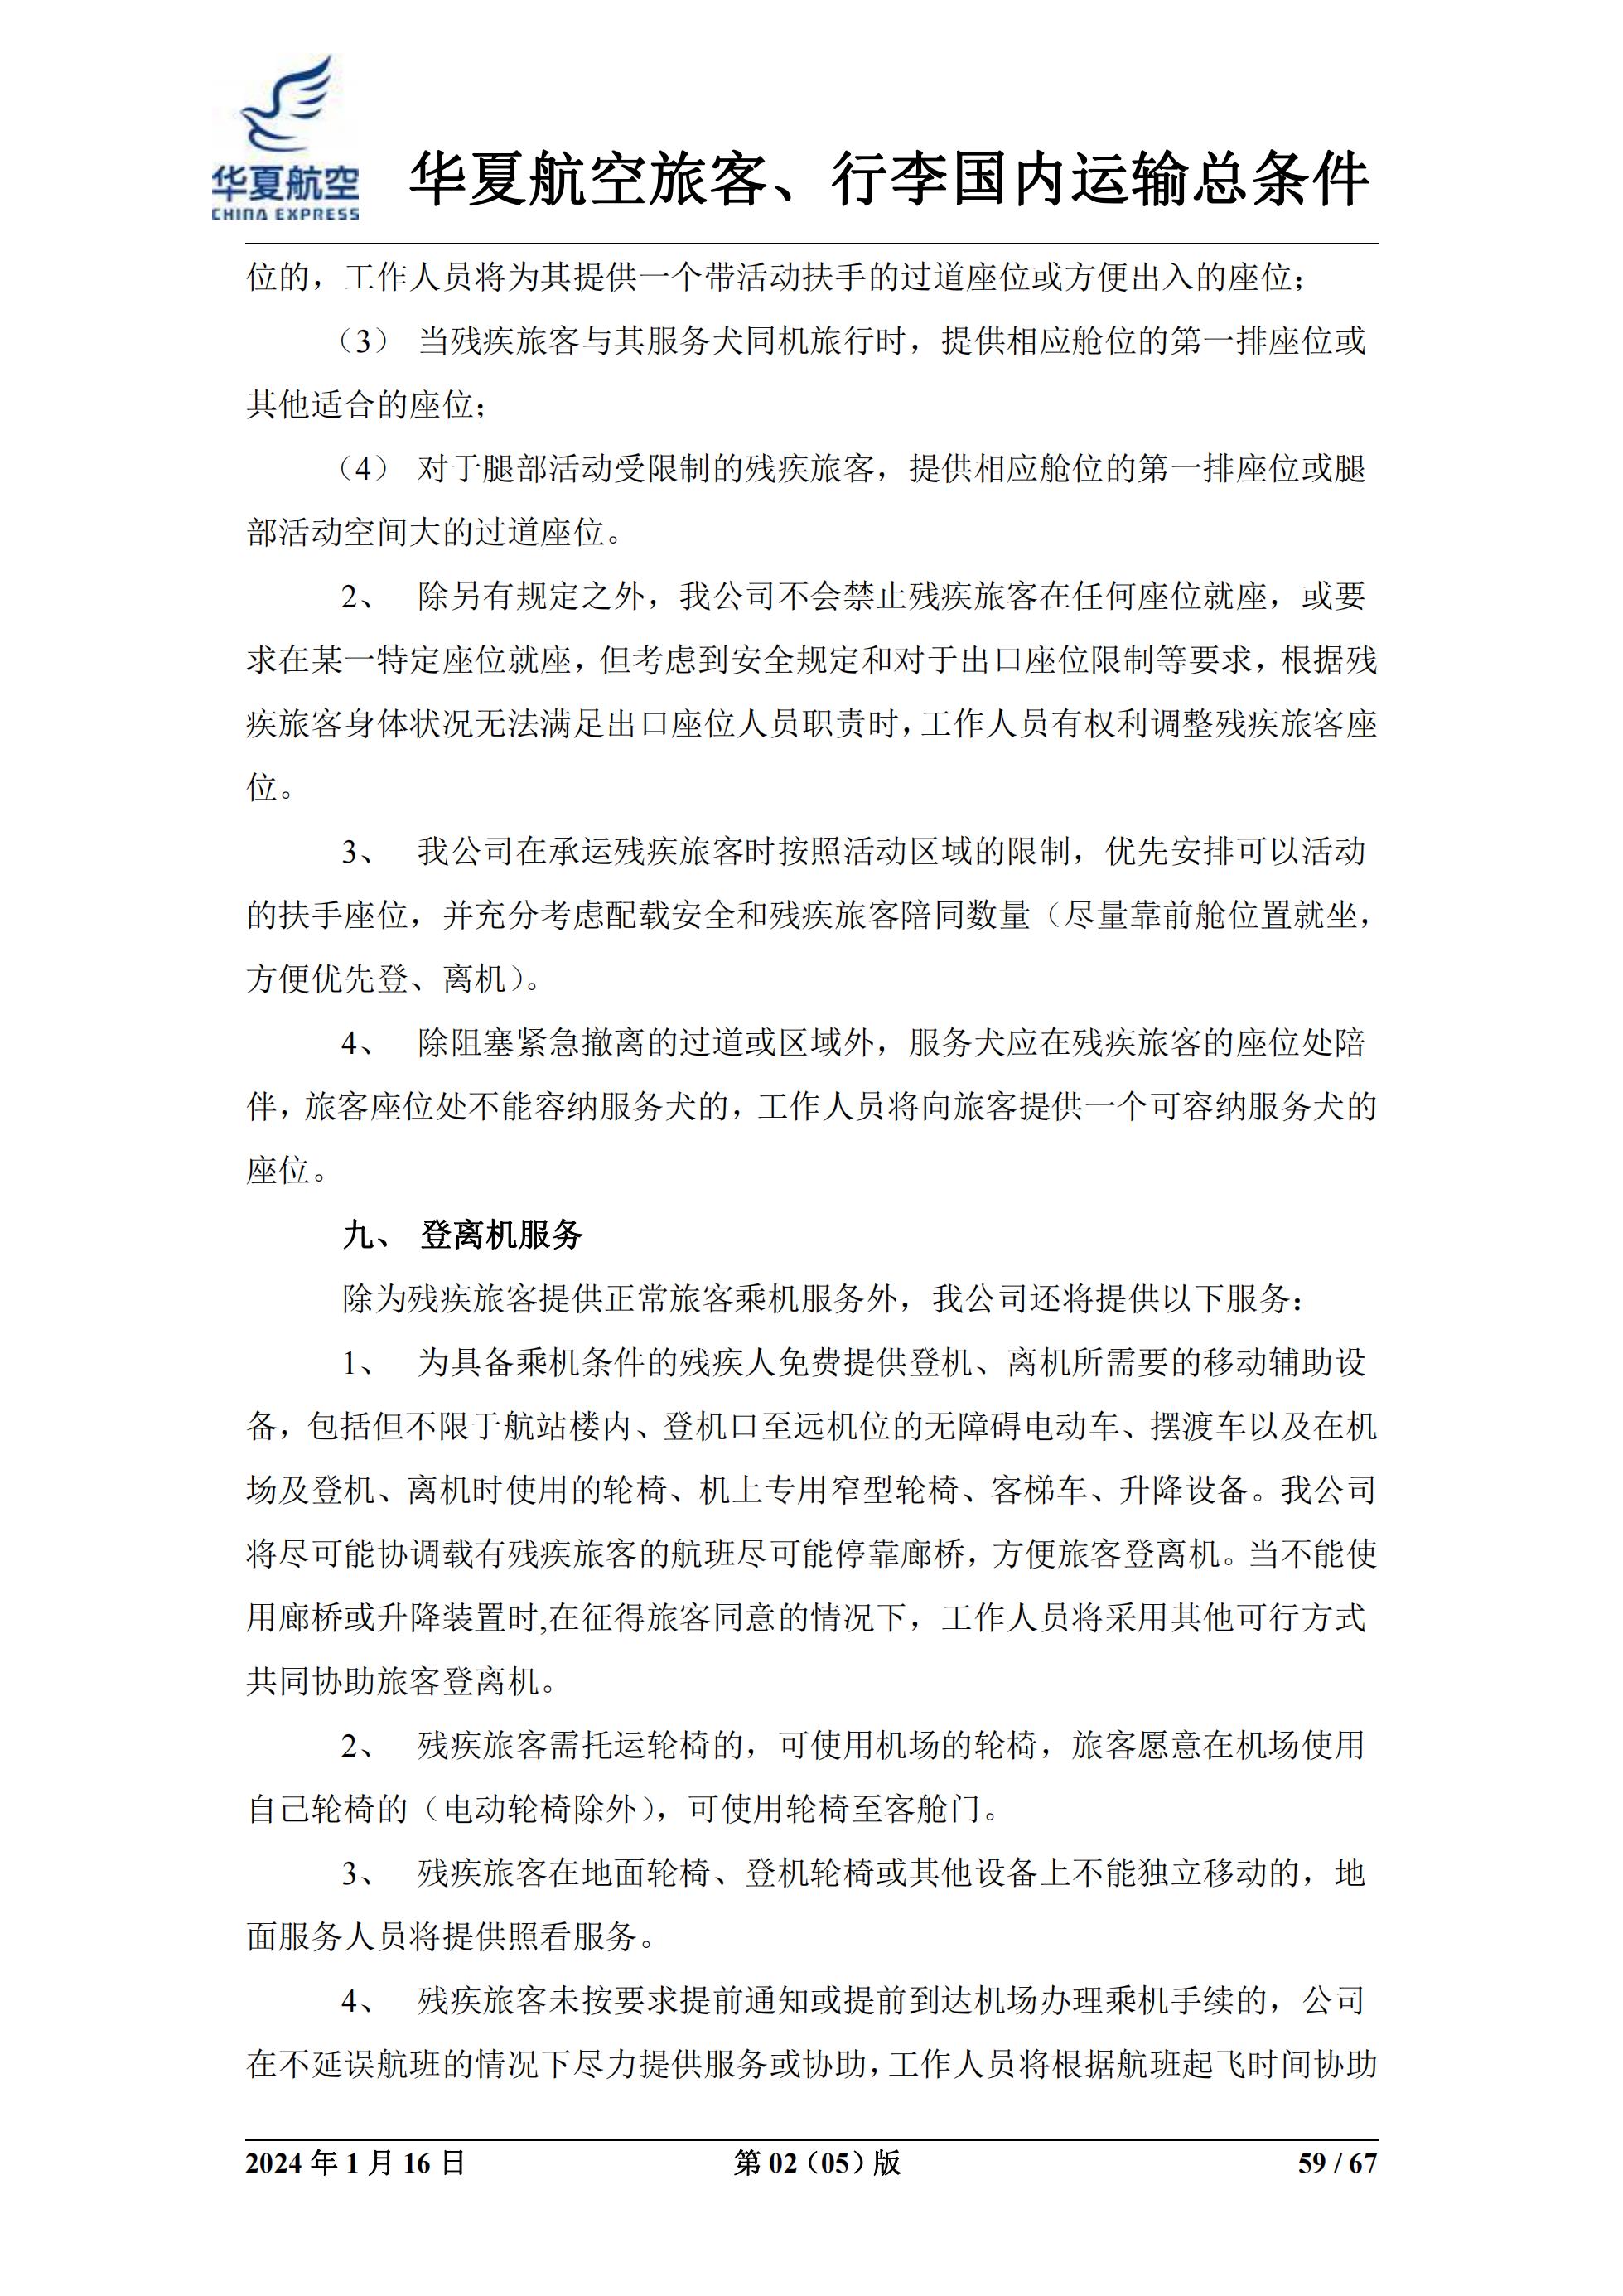 华夏航空
CHINA EXPRESS
华夏航空旅客、行李国内运输总条件
位的，工作人员将为其提供一个带活动扶手的过道座位或方便出入的座位；
（3） 当残疾旅客与其服务犬同机旅行时，提供相应舱位的第一排座位或
其他适合的座位；
（4） 对于腿部活动受限制的残疾旅客，提供相应舱位的第一排座位或腿
部活动空间大的过道座位。
2、 除另有规定之外，我公司不会禁止残疾旅客在任何座位就座，或要
求在某一特定座位就座，但考虑到安全规定和对于出口座位限制等要求，根据残
疾旅客身体状况无法满足出口座位人员职责时，工作人员有权利调整残疾旅客座
位。
3、 我公司在承运残疾旅客时按照活动区域的限制，优先安排可以活动
的扶手座位，并充分考虑配载安全和残疾旅客陪同数量（尽量靠前舱位置就坐，
方便优先登、离机）。
4、 除阻塞紧急撤离的过道或区域外，服务犬应在残疾旅客的座位处陪
伴，旅客座位处不能容纳服务犬的，工作人员将向旅客提供一个可容纳服务犬的
座位。
九、 登离机服务
除为残疾旅客提供正常旅客乘机服务外，我公司还将提供以下服务：
1、 为具备乘机条件的残疾人免费提供登机、离机所需要的移动辅助设
备，包括但不限于航站楼内、登机口至远机位的无障碍电动车、摆渡车以及在机
场及登机、离机时使用的轮椅、机上专用窄型轮椅、客梯车、升降设备。我公司
将尽可能协调载有残疾旅客的航班尽可能停靠廊桥，方便旅客登离机。当不能使
用廊桥或升降装置时,在征得旅客同意的情况下，工作人员将采用其他可行方式
共同协助旅客登离机。
2、 残疾旅客需托运轮椅的，可使用机场的轮椅，旅客愿意在机场使用
自己轮椅的（电动轮椅除外），可使用轮椅至客舱门。
3、 残疾旅客在地面轮椅、登机轮椅或其他设备上不能独立移动的，地
面服务人员将提供照看服务。
4、 残疾旅客未按要求提前通知或提前到达机场办理乘机手续的，公司
在不延误航班的情况下尽力提供服务或协助，工作人员将根据航班起飞时间协助
2024 年 1 月 16 日 第 02（05）版 59 / 67